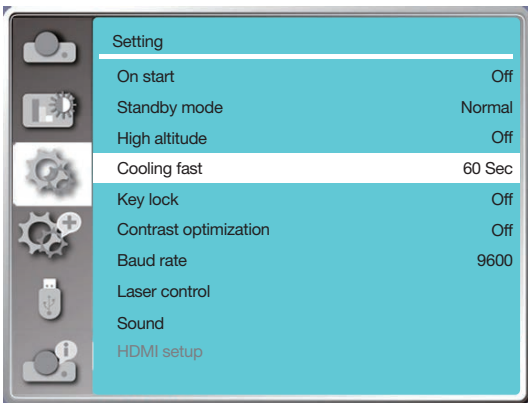 Setting
On start Off
Standby mode Normal
High altitude Off
Cooling fast 60 Sec
Key lock Off
Contrast optimization Off
Baud rate 9600
Laser control
Sound
HDMI setup